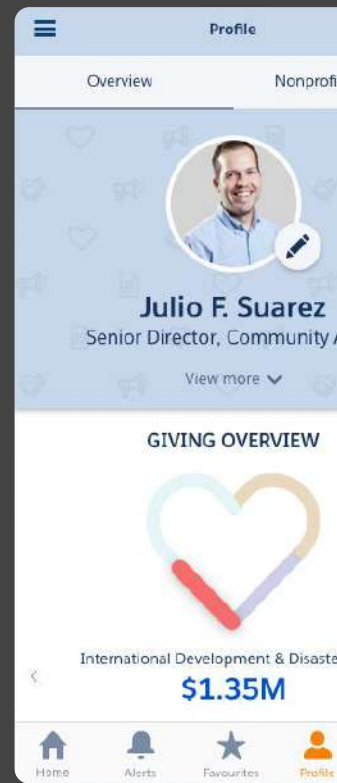 Profile
Overview Nonprofi
Julio F. Suarez
Senior Director, Community A
View more
GIVING OVERVIEW
International Development & Disaste
$1.35M
Home Alerts Favourites Profile